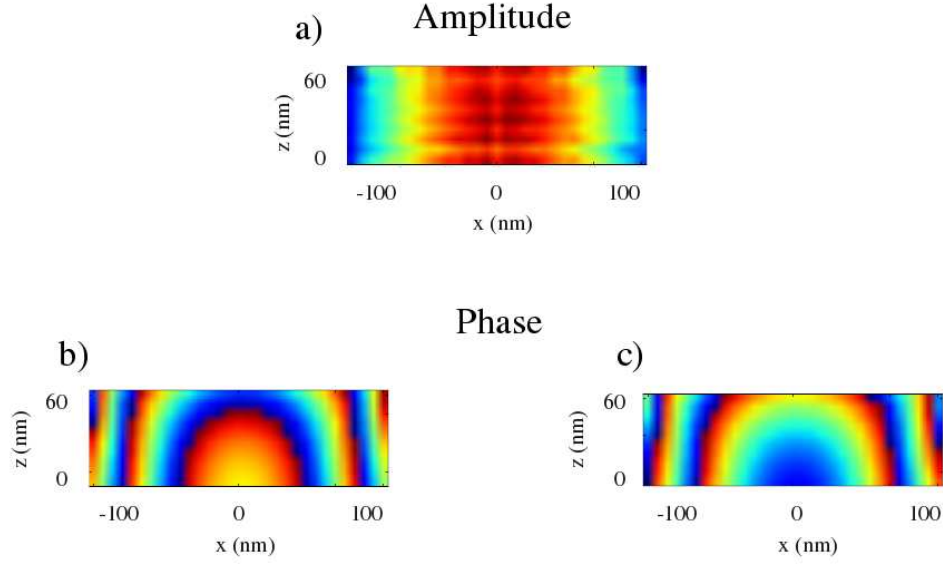 Amplitude
a)
60
z (nm)
0
-100 0 100
x (nm)
Phase
b) c)
60 60
z (nm) z (nm)
0 0
-100 0 100 -100 0 100
x (nm) x (nm)